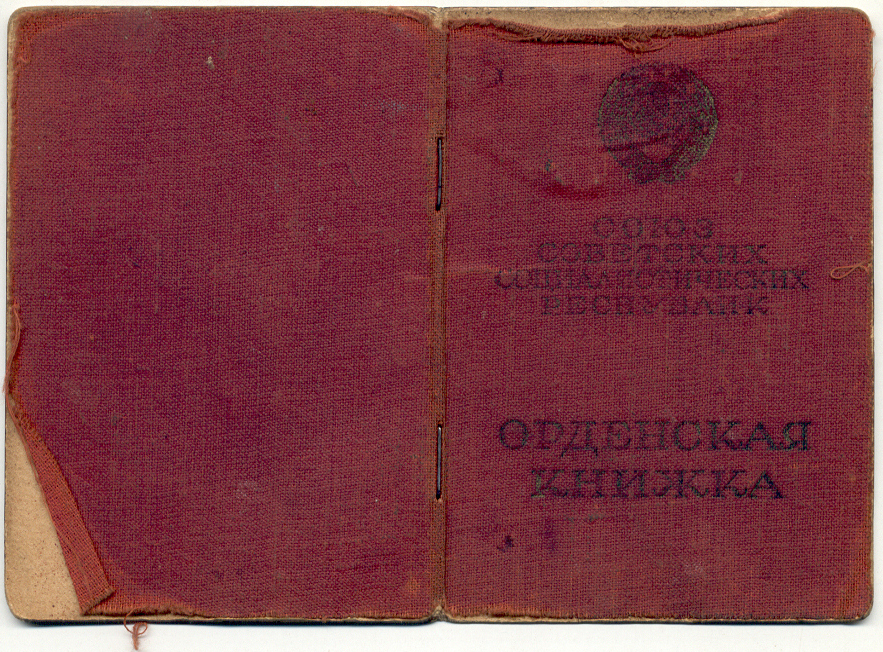 СОЮЗ
СОВЕТСКИХ
СОЦИАЛИСТИЧЕСКИХ
РЕСПУБЛИК
ОРДЕНСКАЯ
КНИЖКА